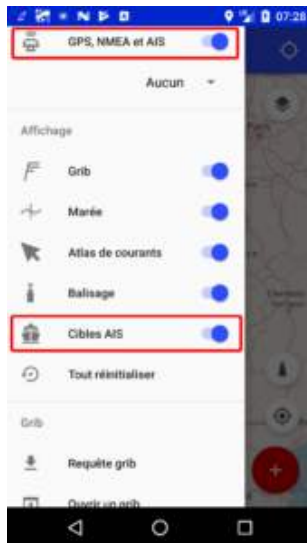 07:28
GPS, NMEA et AIS
Aucun
Affichage
Grib
Marée
Atlas de courants
Balisage
Cibles AIS
Tout réinitialiser
Grib
Requête grib
Ouvrir un grib